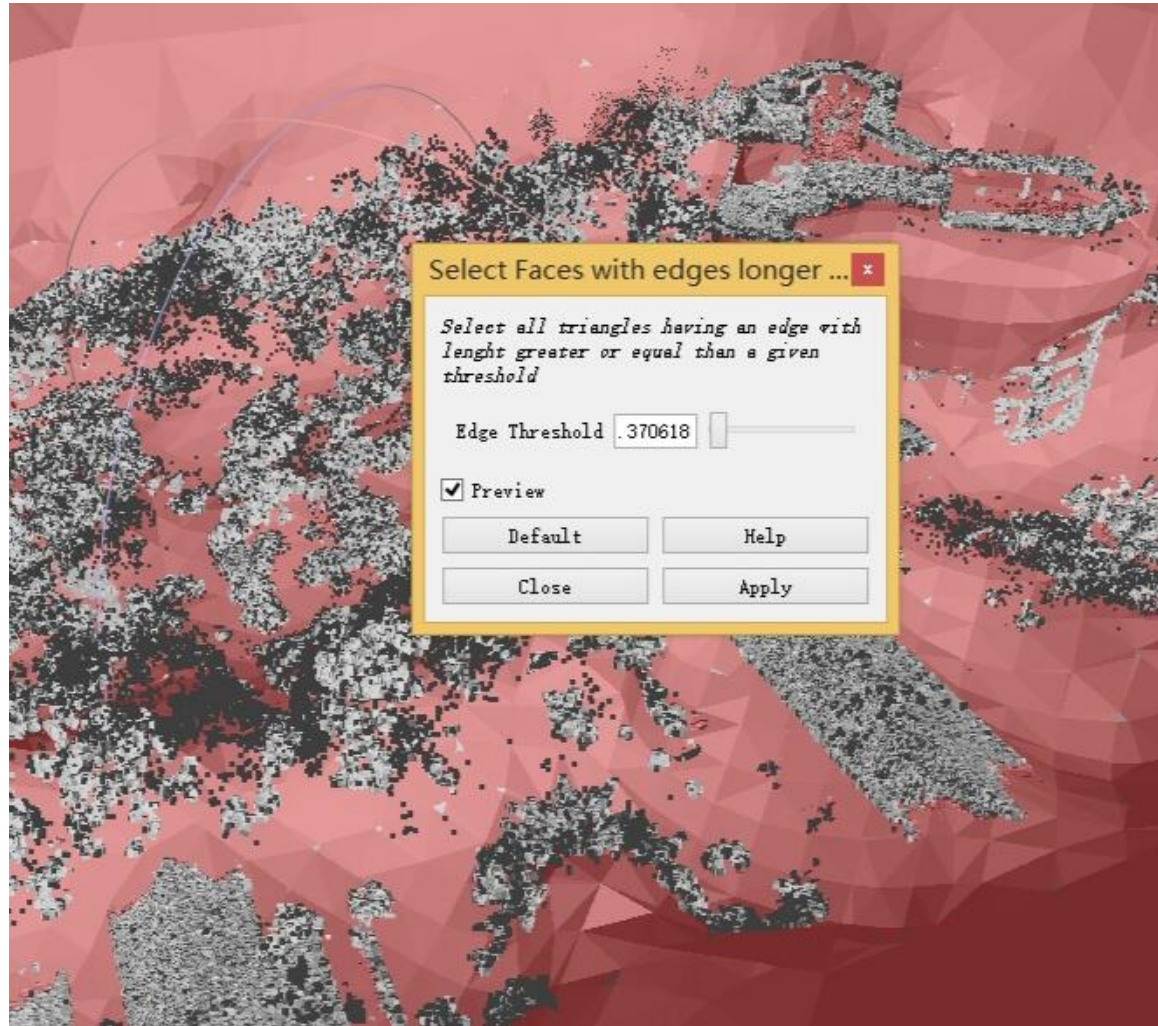 Select Faces with edges longer ...
Select all triangles having an edge with
lenght greater or equal than a given
threshold
Edge Threshold .370618
Preview
Default Help
Close Apply